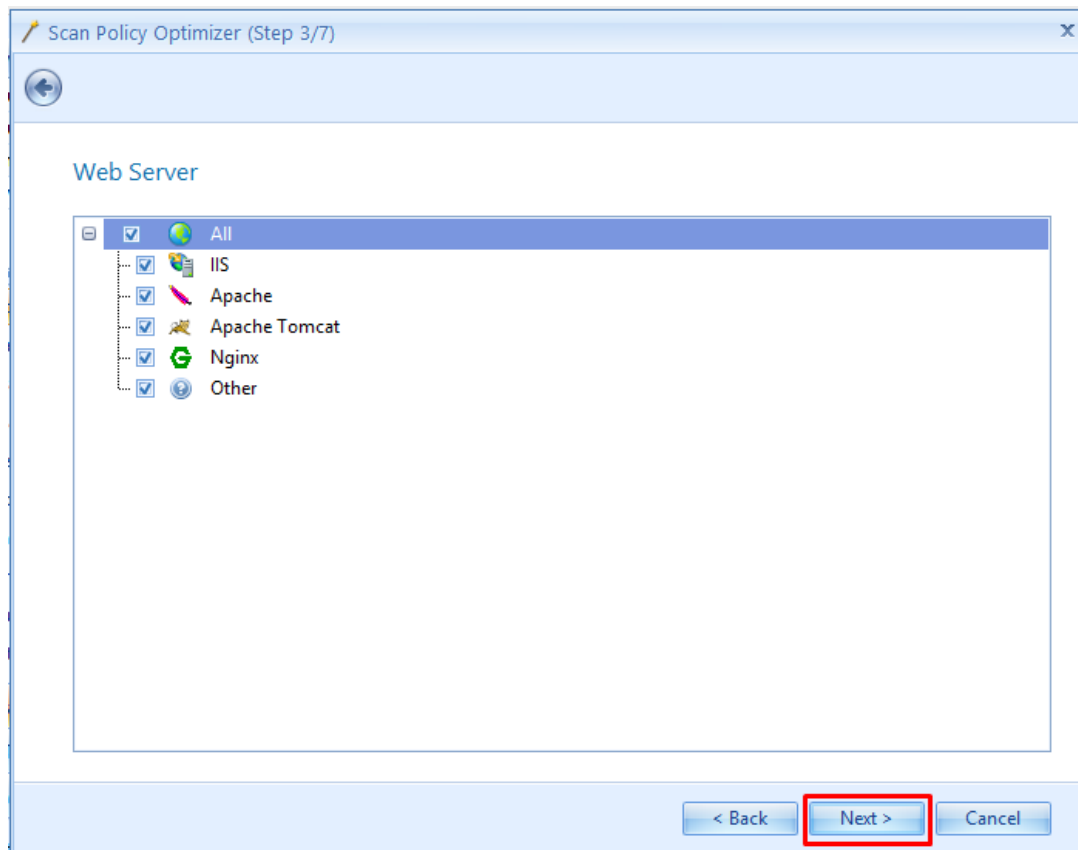 Scan Policy Optimizer (Step 3/7)
Web Server
All
IIS
Apache
Apache Tomcat
Nginx
Other
< Back Next > Cancel